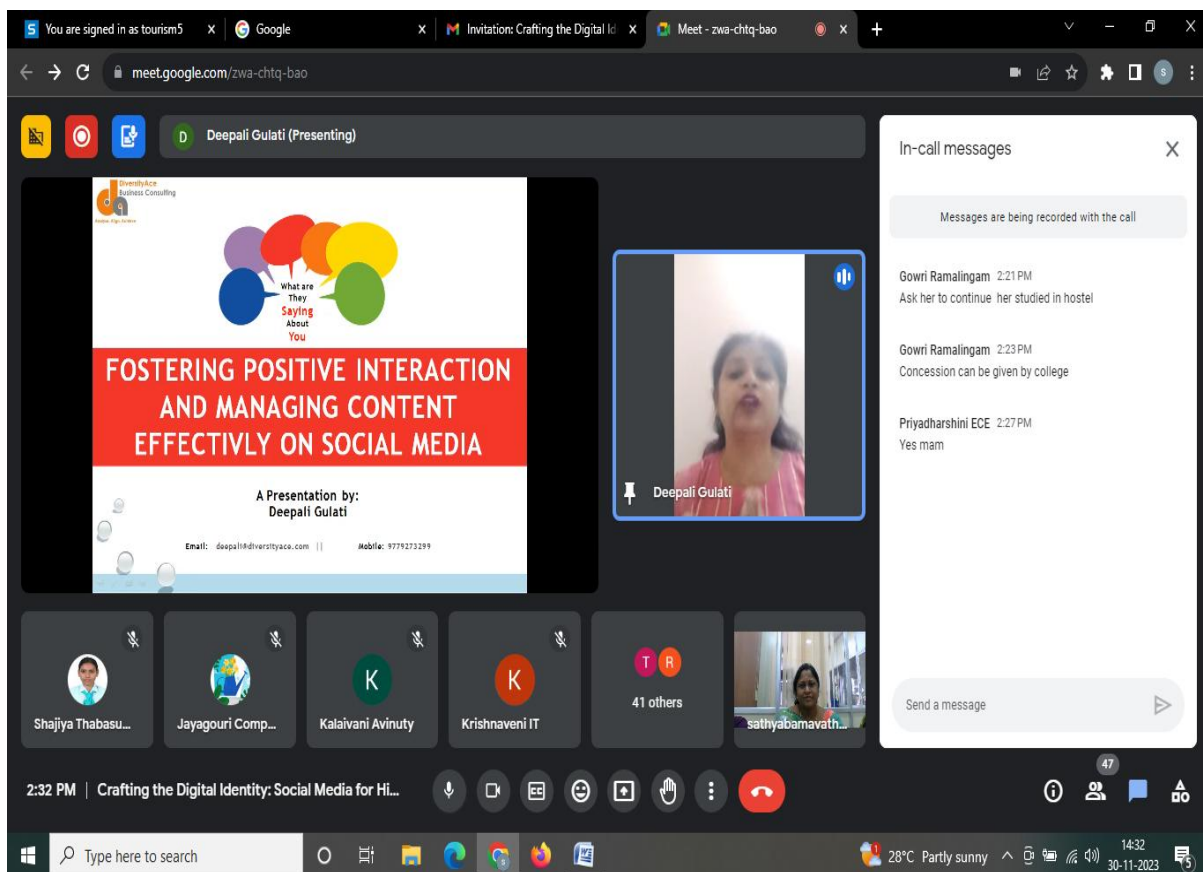 You are signed in as tourism5
Google
Invitation: Crafting the Digital Id
Meet - zwa-chtq-bao
meet.google.com/zwa-chtq-bao
S
D
Deepali Gulati (Presenting)
DiversityAce
Business Consulting
What are
They
Saying
About
You
FOSTERING POSITIVE INTERACTION
AND MANAGING CONTENT
EFFECTIVLY ON SOCIAL MEDIA
A Presentation by:
Deepali Gulati
Email: deepali@diversityace.com || Mobile: 9779273299
Deepali Gulati
In-call messages
Messages are being recorded with the call
Gowri Ramalingam 2:21 PM
Ask her to continue her studied in hostel
Gowri Ramalingam 2:23 PM
Concession can be given by college
Priyadharshini ECE 2:27 PM
Yes mam
Send a message
Shajiya Thabasu...
Jayagouri Comp...
K
Kalaivani Avinuty
K
Krishnaveni IT
T R
41 others
sathyabamavath...
2:32 PM | Crafting the Digital Identity: Social Media for Hi...
47
Type here to search
1
28°C Partly sunny
14:32
30-11-2023
5